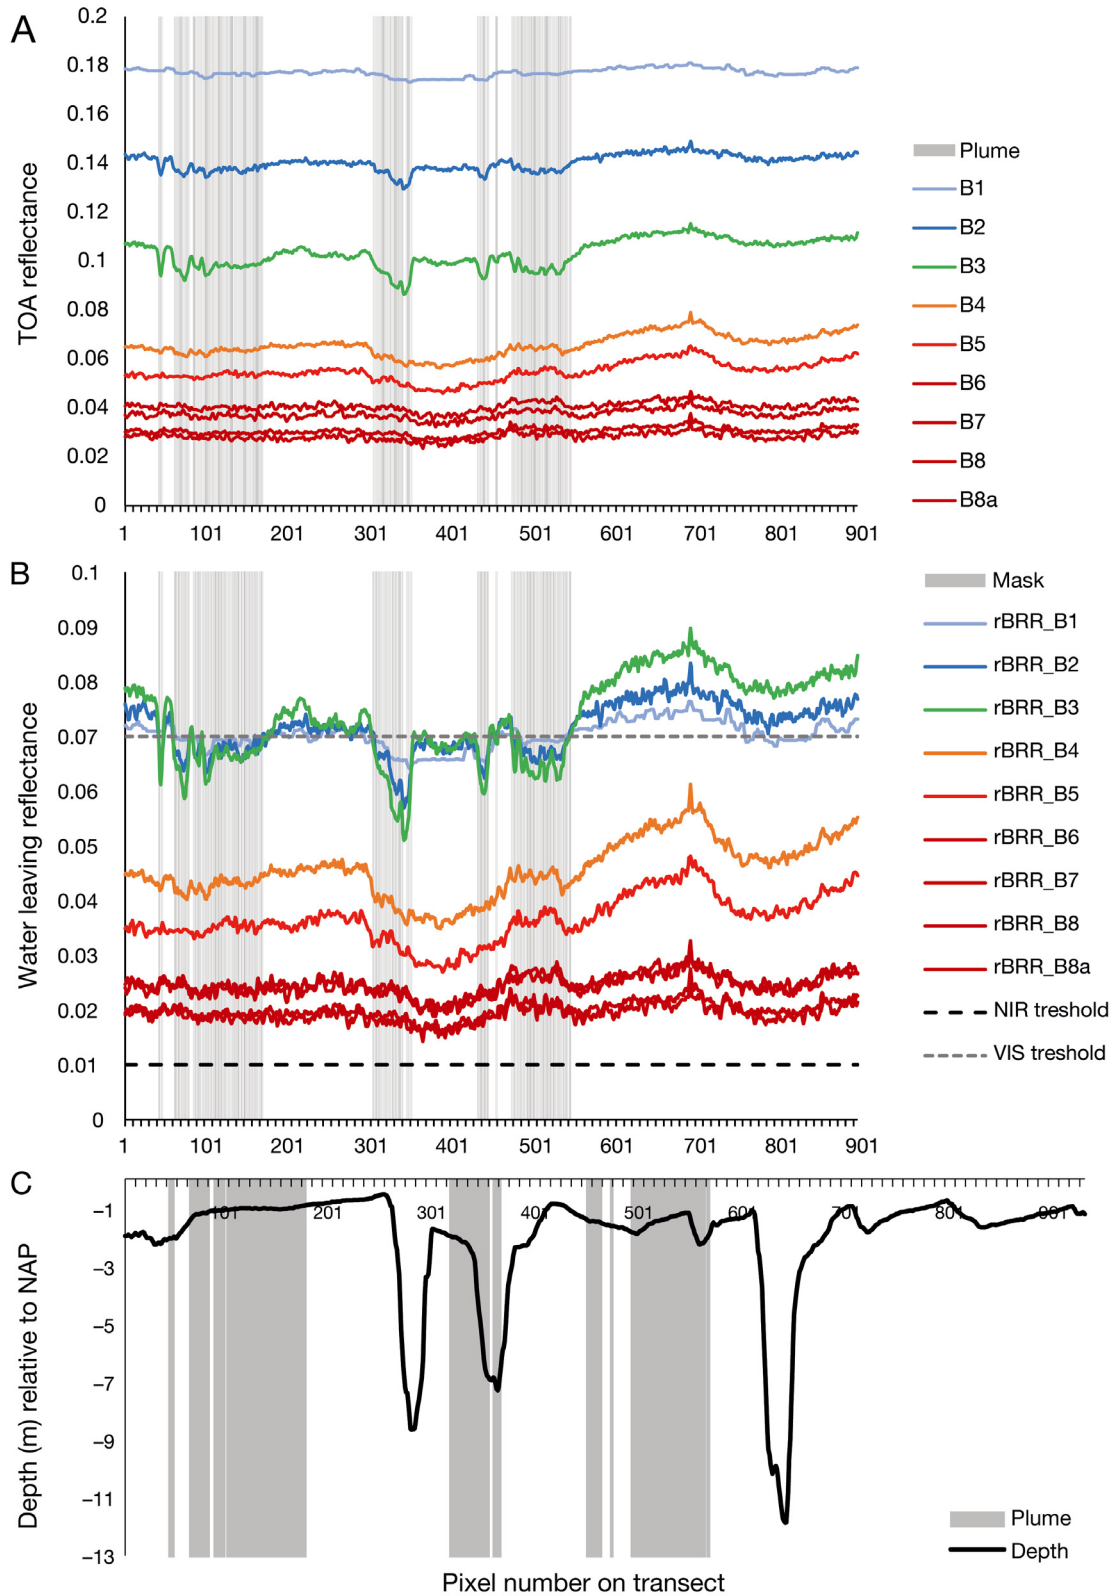 A
TOA reflectance
0.2
0.18
0.16
0.14
0.12
0.1
0.08
0.06
0.04
0.02
0
1 101 201 301 401 501 601 701 801 901
Plume
B1
B2
B3
B4
B5
B6
B7
B8
B8a
B
Water leaving reflectance
0.1
0.09
0.08
0.07
0.06
0.05
0.04
0.03
0.02
0.01
0
1 101 201 301 401 501 601 701 801 901
Mask
rBRR_B1
rBRR_B2
rBRR_B3
rBRR_B4
rBRR_B5
rBRR_B6
rBRR_B7
rBRR_B8
rBRR_B8a
NIR treshold
VIS treshold
C
Depth (m) relative to NAP
−1
−3
−5
−7
−9
−11
−13
101 201 301 401 501 601 701 801 901
Plume
Depth
Pixel number on transect